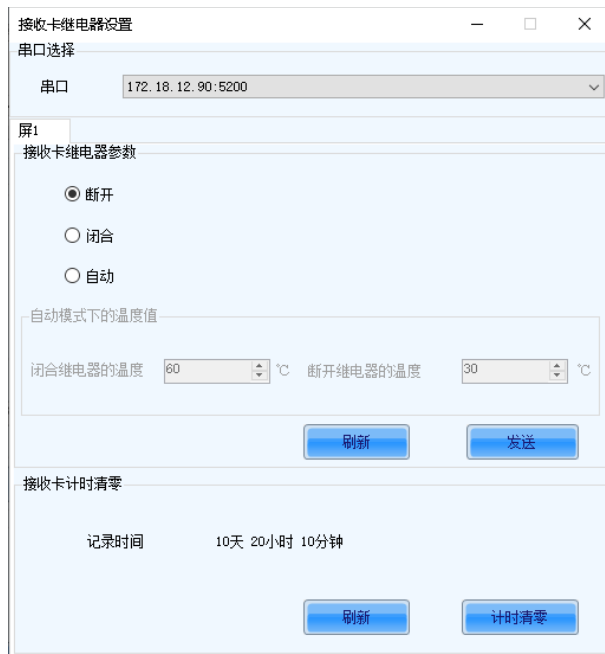 接收卡继电器设置
串口选择
串口 172.18.12.90:5200
屏1
接收卡继电器参数
断开
闭合
自动
自动模式下的温度值
闭合继电器的温度 60 ℃ 断开继电器的温度 30 ℃
刷新 发送
接收卡计时清零
记录时间 10天 20小时 10分钟
刷新 计时清零